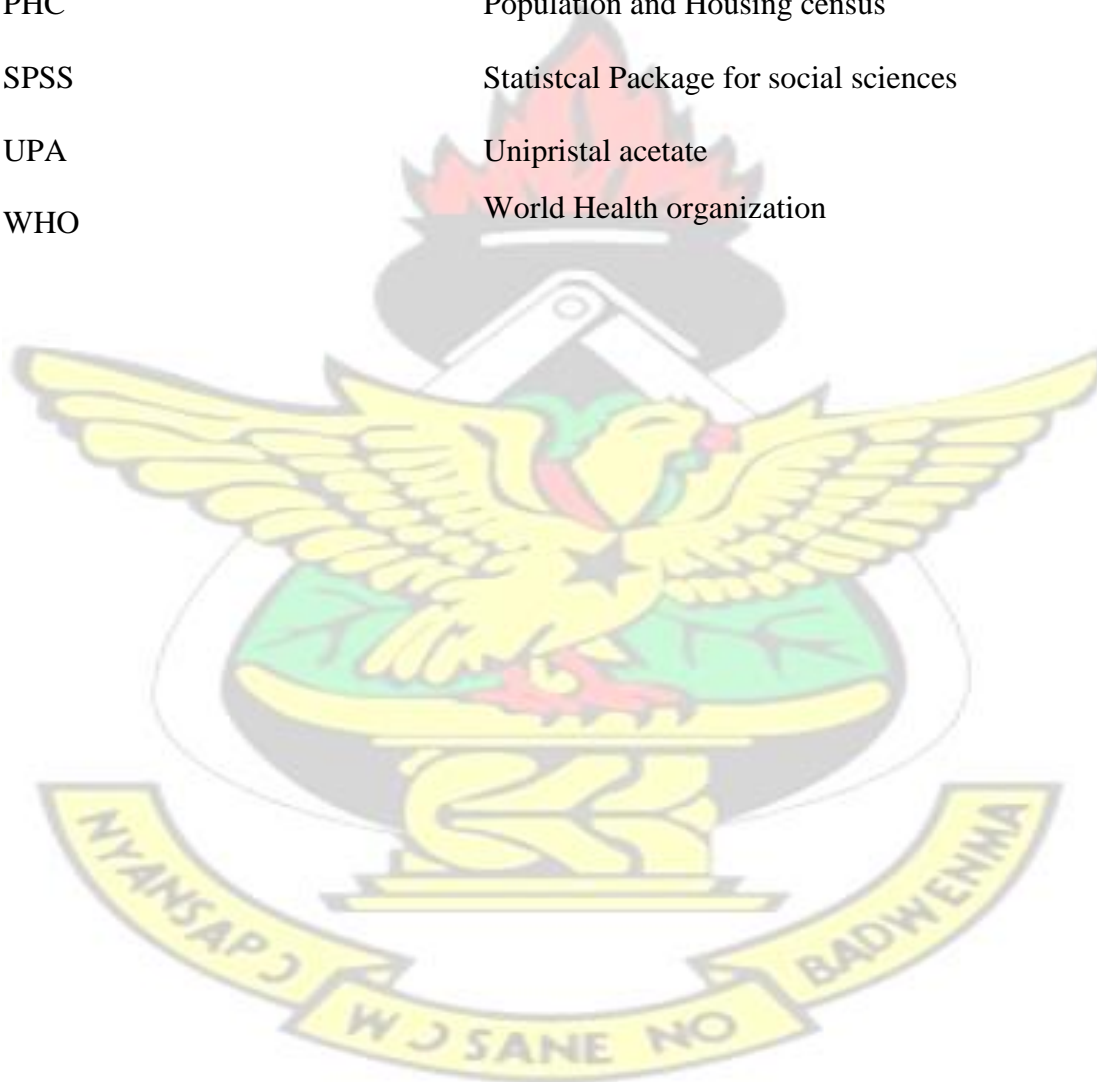 PHC Population and Housing census
SPSS Statistcal Package for social sciences
UPA Unipristal acetate
WHO World Health organization
NYANSAPƆ
WƆSANE NO
BADWENMA